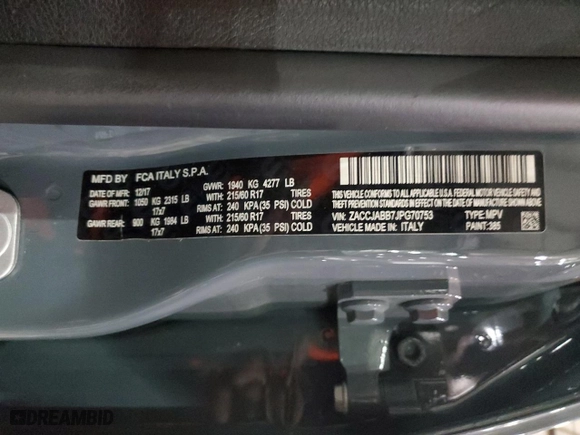 MFD BY FCA ITALY S.P.A.
DATE OF MFR: 12/17 GVWR: 1940 KG 4277 LB
GAWR FRONT: 1050 KG 2315 LB 215/60 R17 TIRES
17x7 RIMS AT: 240 KPA(35 PSI) COLD
GAWR REAR: 900 KG 1984 LB 215/60 R17 TIRES
17x7 RIMS AT: 240 KPA(35 PSI) COLD
THIS VEHICLE CONFORMS TO ALL APPLICABLE U.S.A. FEDERAL MOTOR
VEHICLE SAFETY, BUMPER, AND THEFT PREVENTION STANDARDS IN
EFFECT ON THE DATE OF MANUFACTURE SHOWN ABOVE.
VIN: ZACCJABB7JPG70753 TYPE: MPV
VEHICLE MADE IN: ITALY PAINT: 385
DREAMBID